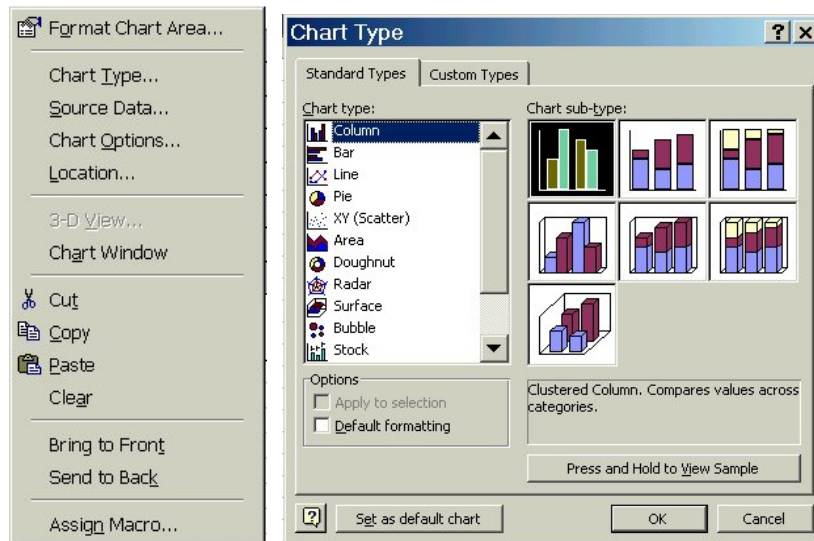 Format Chart Area...
Chart Type...
Source Data...
Chart Options...
Location...
3-D View...
Chart Window
Cut
Copy
Paste
Clear
Bring to Front
Send to Back
Assign Macro...
Chart Type
Standard Types
Custom Types
Chart type:
Column
Bar
Line
Pie
XY (Scatter)
Area
Doughnut
Radar
Surface
Bubble
Stock
Chart sub-type:
Options
Apply to selection
Default formatting
Clustered Column. Compares values across
categories.
Press and Hold to View Sample
Set as default chart
OK
Cancel